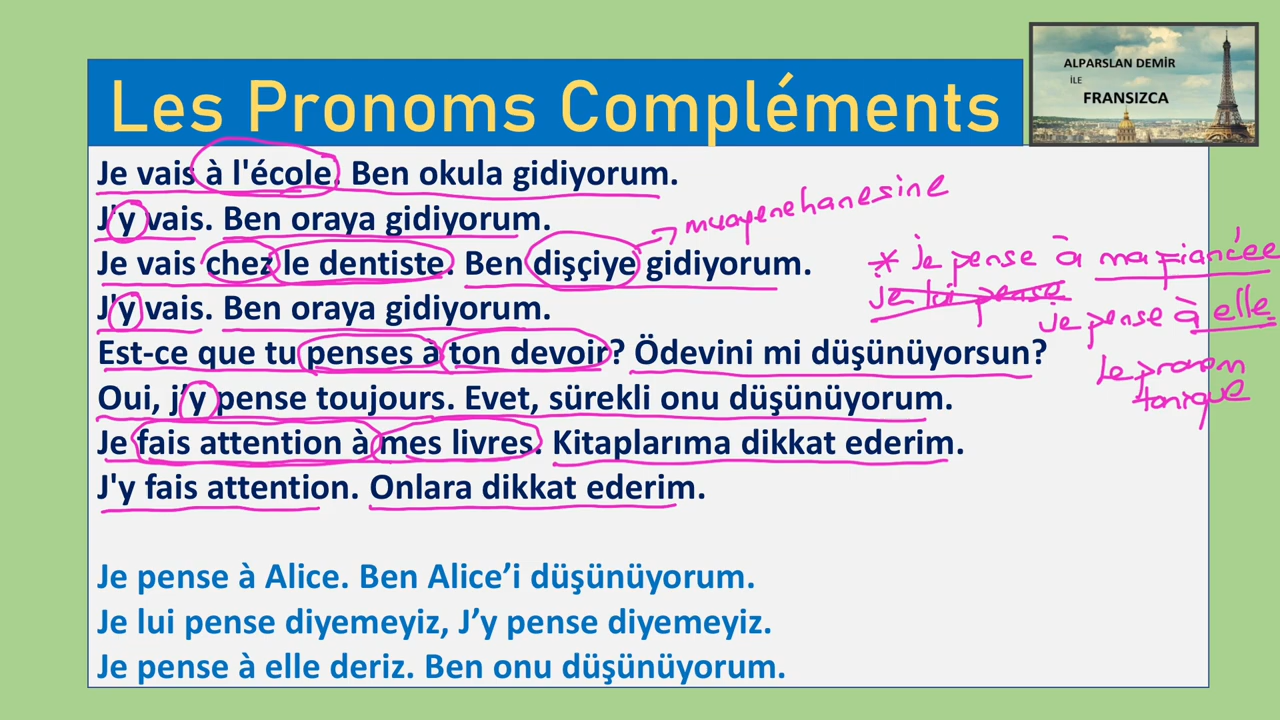 ALPARSLAN DEMİR
İLE
FRANSIZCA
Les Pronoms Compléments
Je vais à l'école. Ben okula gidiyorum.
J'y vais. Ben oraya gidiyorum.
muayenehanesine
Je vais chez le dentiste. Ben dişçiye gidiyorum.
* je pense à ma fiancée
J'y vais. Ben oraya gidiyorum.
je lui pense
je pense à elle
Est-ce que tu penses à ton devoir? Ödevini mi düşünüyorsun?
le pronom
tonique
Oui, j'y pense toujours. Evet, sürekli onu düşünüyorum.
Je fais attention à mes livres. Kitaplarıma dikkat ederim.
J'y fais attention. Onlara dikkat ederim.
Je pense à Alice. Ben Alice’i düşünüyorum.
Je lui pense diyemeyiz, J’y pense diyemeyiz.
Je pense à elle deriz. Ben onu düşünüyorum.